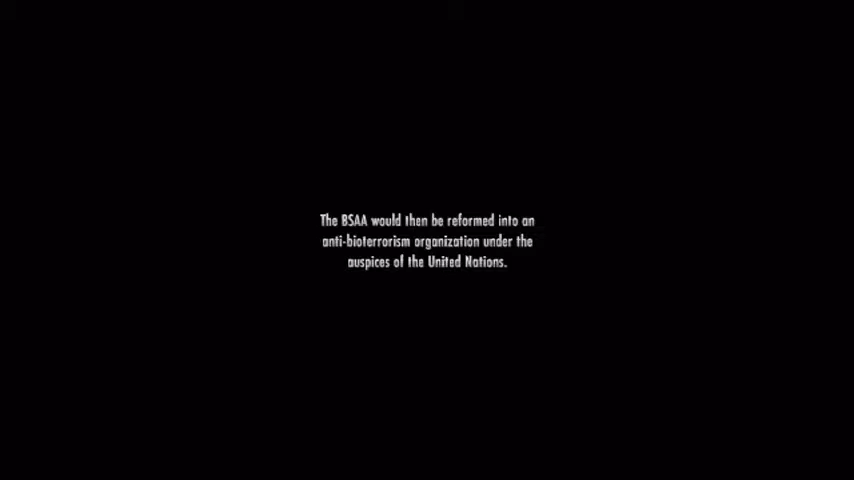 The BSAA would then be reformed into an
anti-bioterrorism organization under the
auspices of the United Nations.